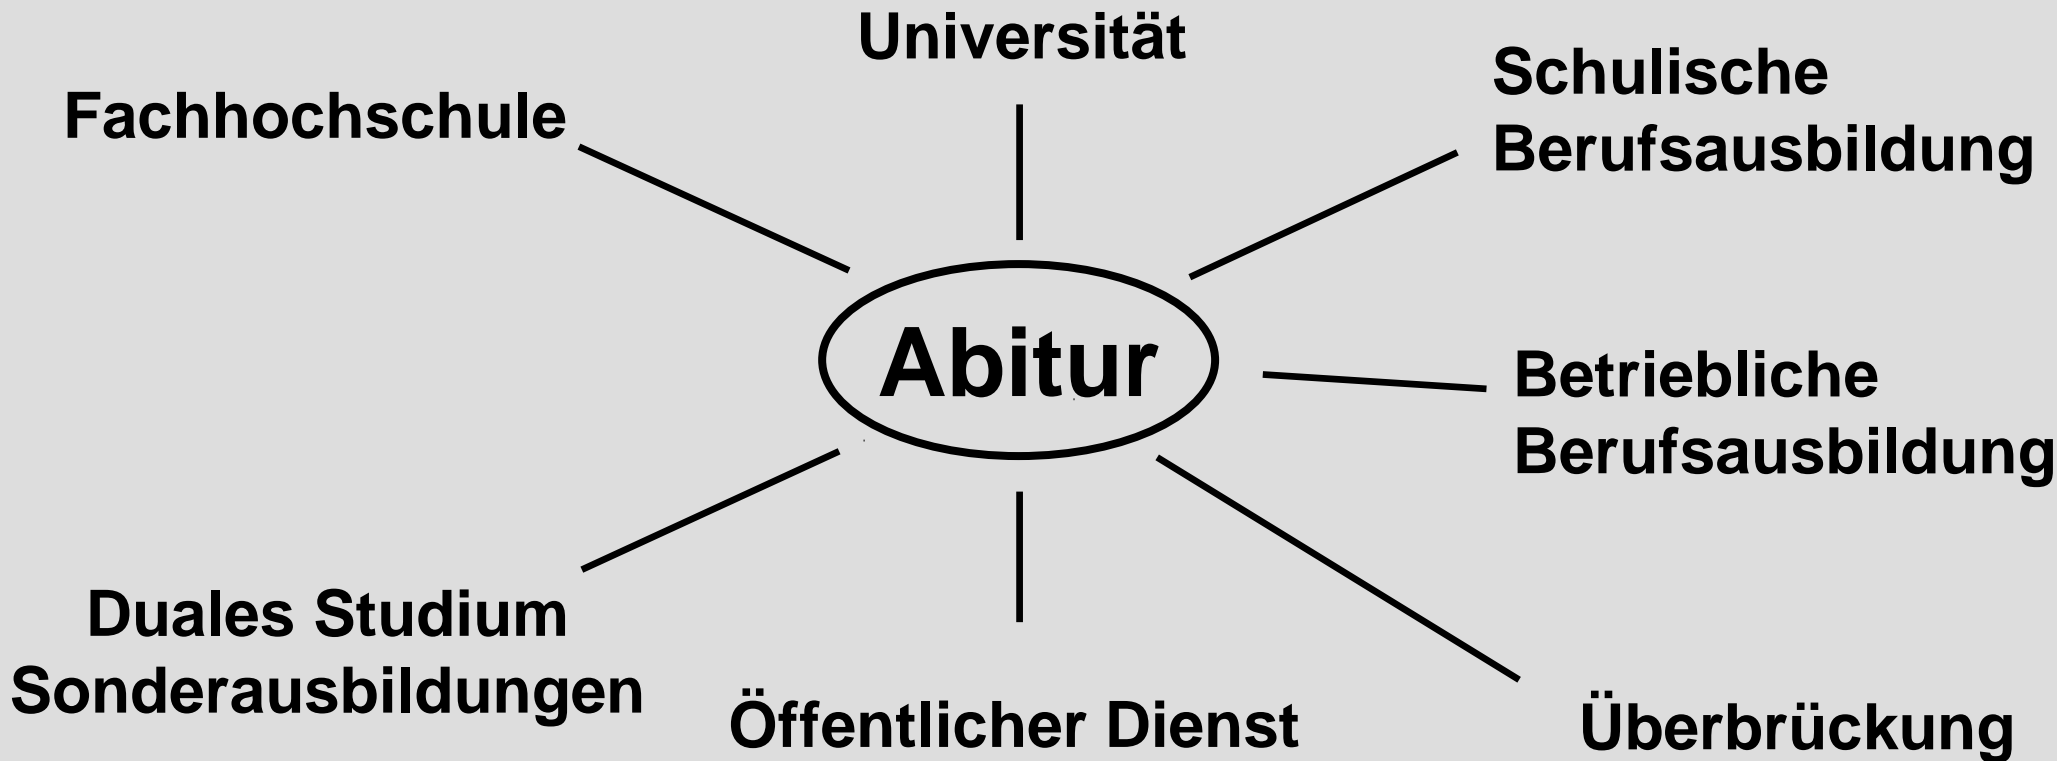 Universität
Fachhochschule
Schulische
Berufsausbildung
Abitur
Betriebliche
Berufsausbildung
Duales Studium
Sonderausbildungen
Öffentlicher Dienst
Überbrückung